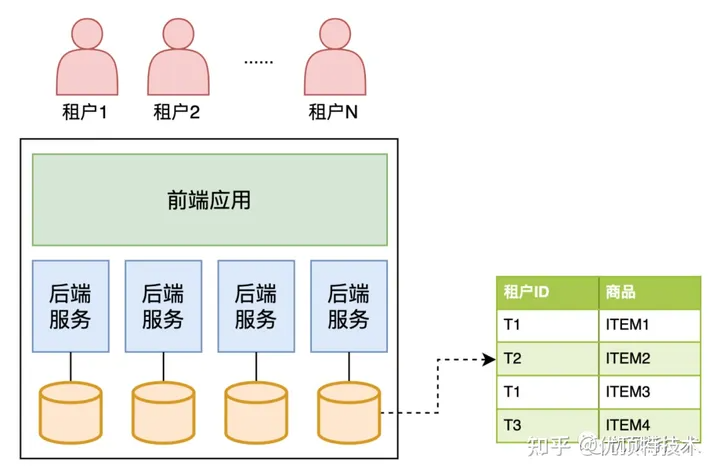 租户1
租户2
......
租户N
前端应用
后端
服务
后端
服务
后端
服务
后端
服务
租户ID 商品
T1 ITEM1
T2 ITEM2
T1 ITEM3
T3 ITEM4
知乎 @优顶特技术